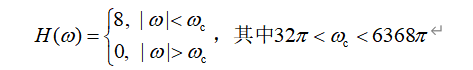 H(ω) = { 8, |ω| < ω_c
0, |ω| > ω_c ，其中32π < ω_c < 6368π ↵